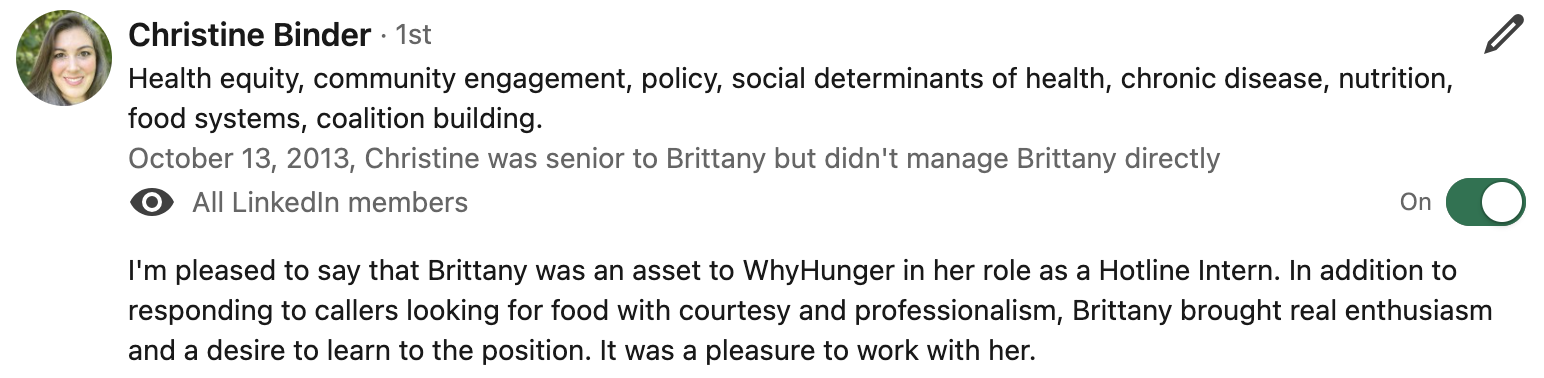 Christine Binder · 1st
Health equity, community engagement, policy, social determinants of health, chronic disease, nutrition,
food systems, coalition building.
October 13, 2013, Christine was senior to Brittany but didn't manage Brittany directly
All LinkedIn members
On
I'm pleased to say that Brittany was an asset to WhyHunger in her role as a Hotline Intern. In addition to
responding to callers looking for food with courtesy and professionalism, Brittany brought real enthusiasm
and a desire to learn to the position. It was a pleasure to work with her.